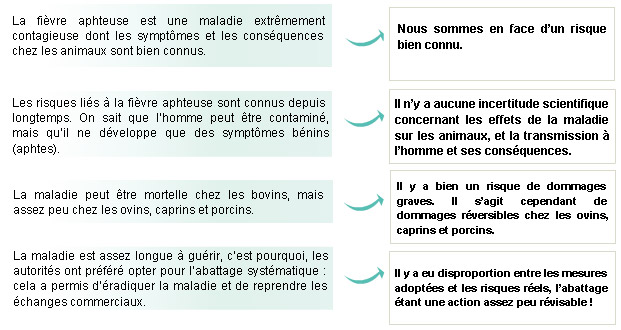 La fièvre aphteuse est une maladie extrêmement
contagieuse dont les symptômes et les conséquences
chez les animaux sont bien connus.
Nous sommes en face d'un risque
bien connu.
Les risques liés à la fièvre aphteuse sont connus depuis
longtemps. On sait que l'homme peut être contaminé,
mais qu'il ne développe que des symptômes bénins
(aphtes).
Il n'y a aucune incertitude scientifique
concernant les effets de la maladie
sur les animaux, et la transmission à
l'homme et ses conséquences.
La maladie peut être mortelle chez les bovins, mais
assez peu chez les ovins, caprins et porcins.
Il y a bien un risque de dommages
graves. Il s'agit cependant de
dommages réversibles chez les ovins,
caprins et porcins.
La maladie est assez longue à guérir, c'est pourquoi, les
autorités ont préféré opter pour l'abattage systématique :
cela a permis d'éradiquer la maladie et de reprendre les
échanges commerciaux.
Il y a eu disproportion entre les mesures
adoptées et les risques réels, l'abattage
étant une action assez peu révisable !